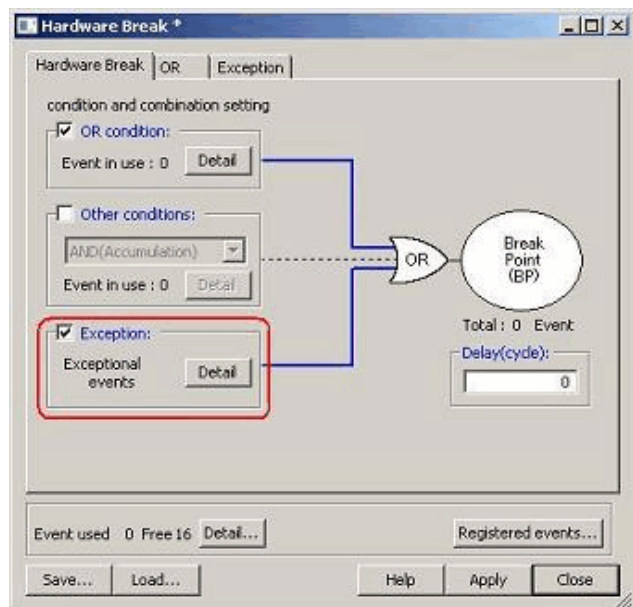 Hardware Break *
Hardware Break OR Exception
condition and combination setting
OR condition:
Event in use : 0 Detail
Other conditions:
AND(Accumulation)
Event in use : 0 Detail
Exception:
Exceptional events Detail
OR
Break
Point
(BP)
Total : 0 Event
Delay(cycle):
0
Event used 0 Free 16 Detail... Registered events...
Save... Load... Help Apply Close